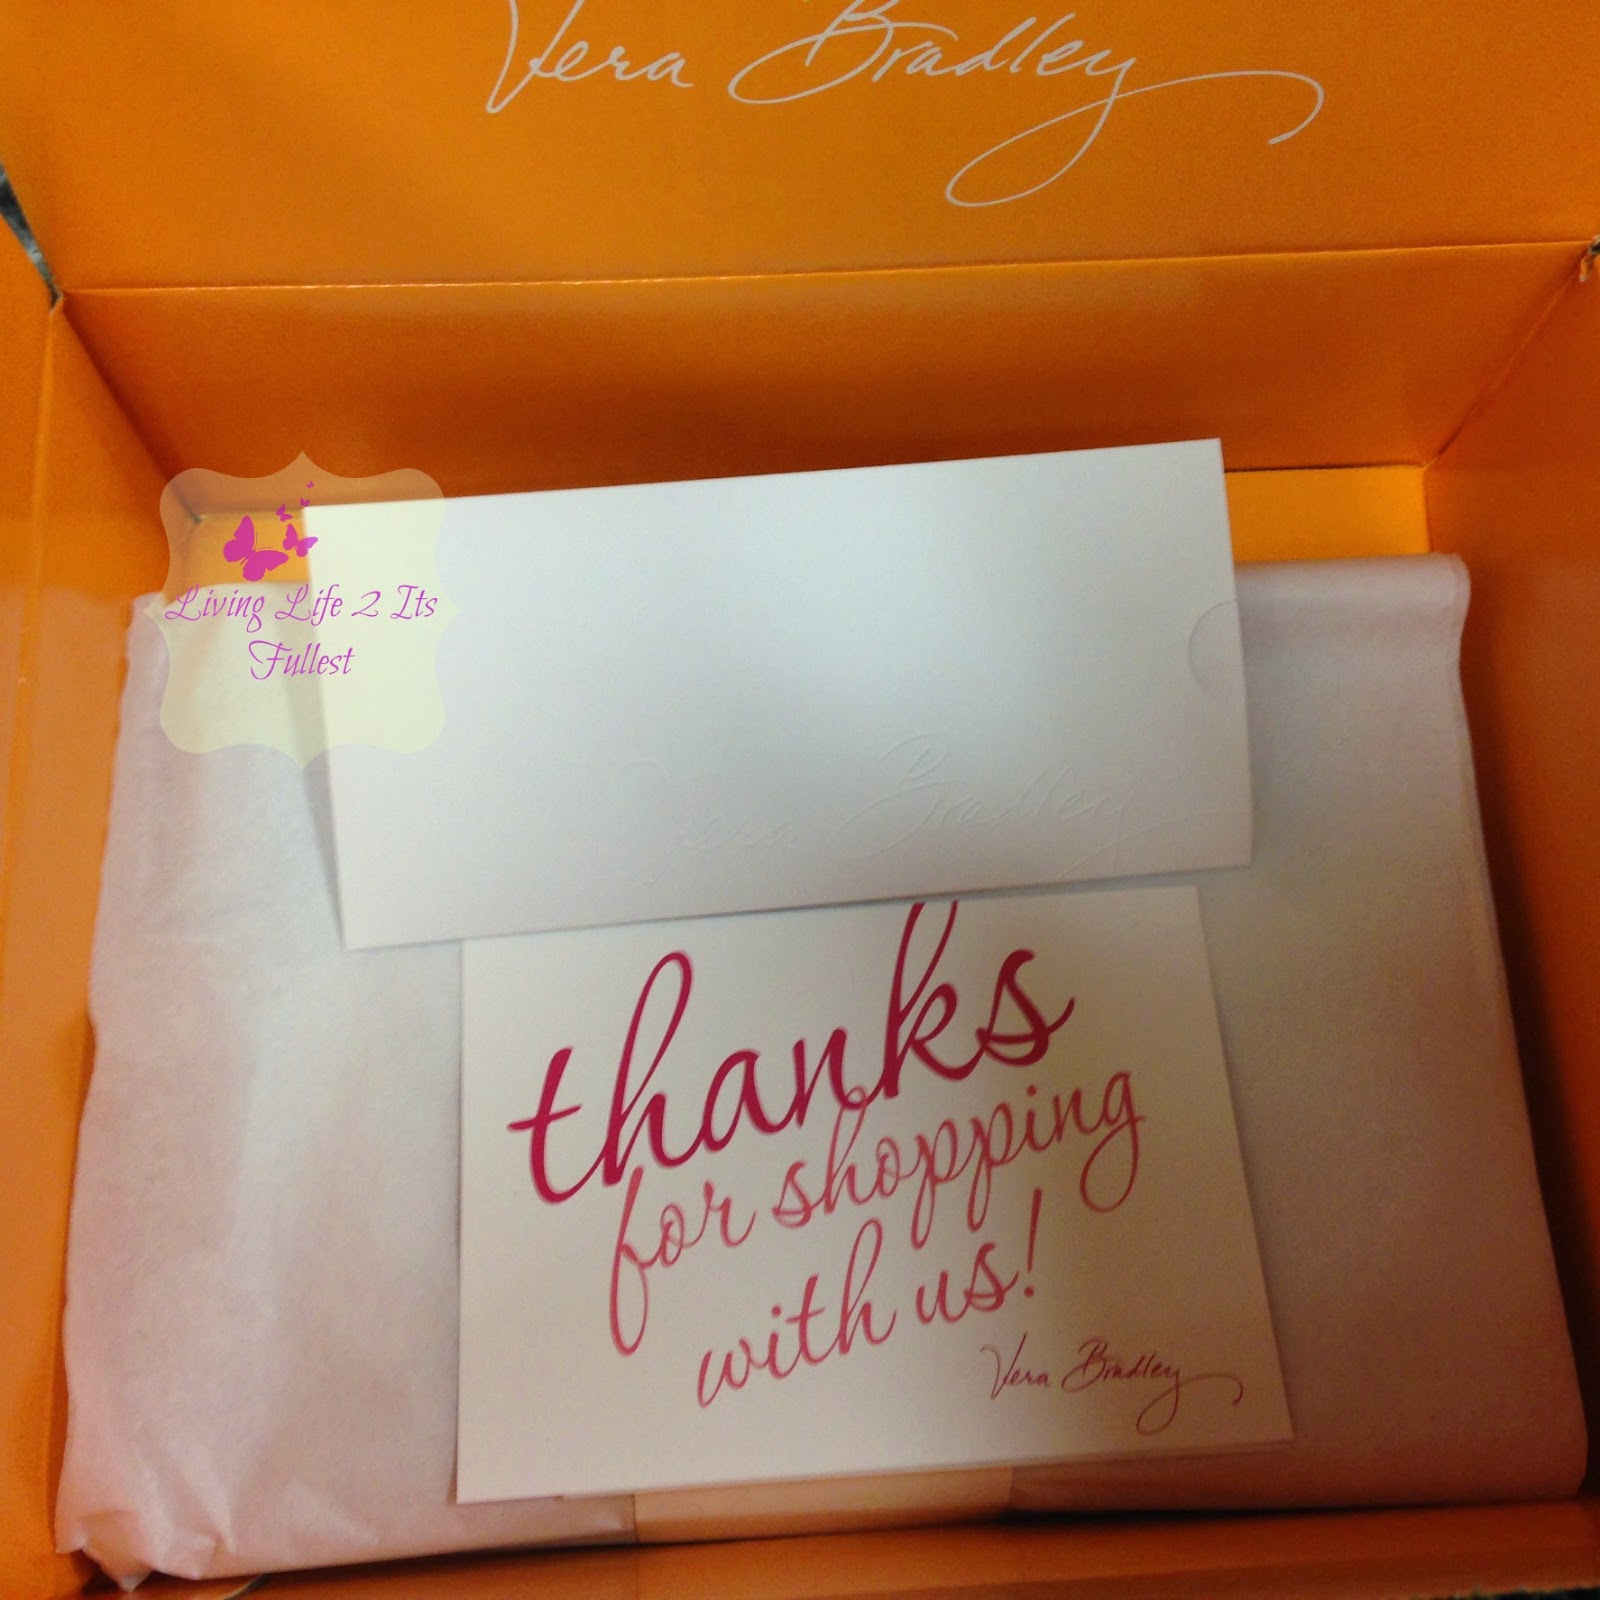 Vera Bradley
Living Life 2 Its
Fullest
Vera Bradley
thanks
for shopping
with us!
Vera Bradley